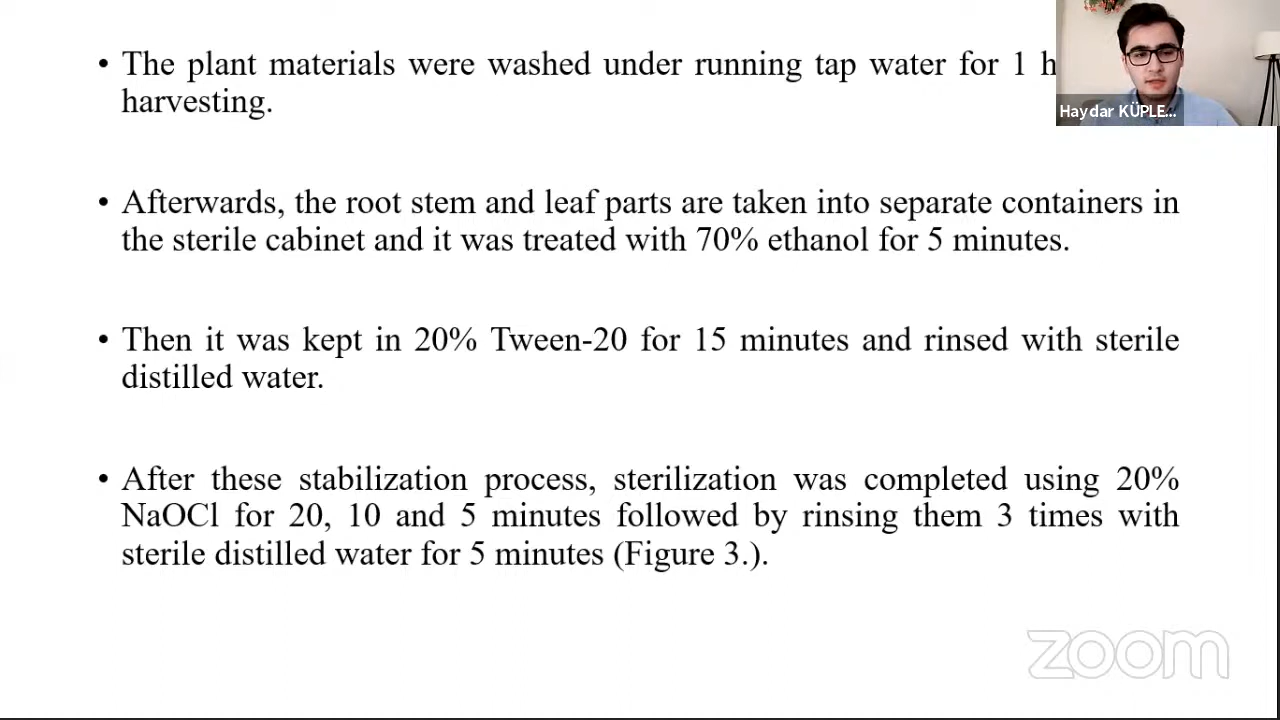 • The plant materials were washed under running tap water for 1 h
harvesting.
• Afterwards, the root stem and leaf parts are taken into separate containers in
the sterile cabinet and it was treated with 70% ethanol for 5 minutes.
• Then it was kept in 20% Tween-20 for 15 minutes and rinsed with sterile
distilled water.
• After these stabilization process, sterilization was completed using 20%
NaOCl for 20, 10 and 5 minutes followed by rinsing them 3 times with
sterile distilled water for 5 minutes (Figure 3.).
Haydar KÜPLE...
zoom